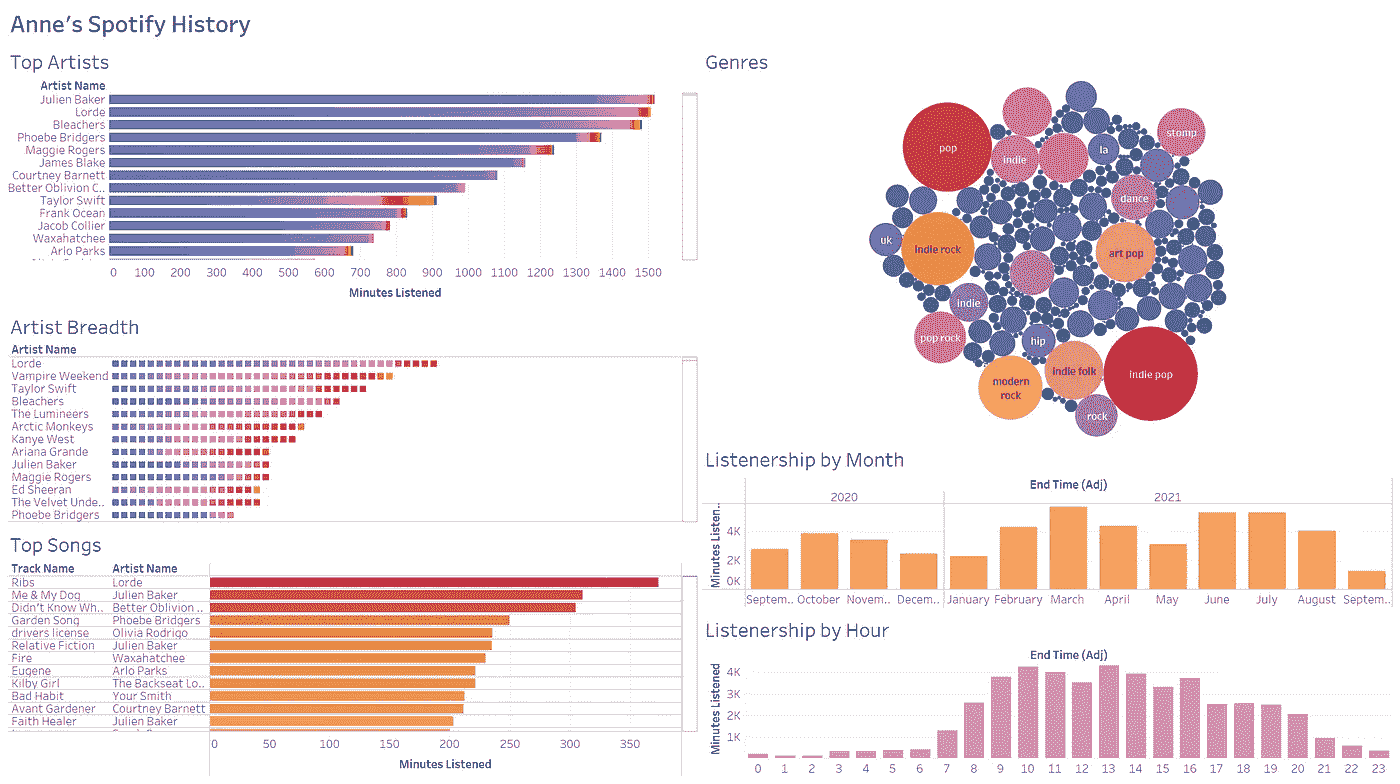 Anne's Spotify History
Top Artists
Artist Name
Julien Baker
Lorde
Bleachers
Phoebe Bridgers
Maggie Rogers
James Blake
Courtney Barnett
Better Oblivion C..
Taylor Swift
Frank Ocean
Jacob Collier
Waxahatchee
Arlo Parks
0 100 200 300 400 500 600 700 800 900 1000 1100 1200 1300 1400 1500
Minutes Listened
Artist Breadth
Artist Name
Lorde
Vampire Weekend
Taylor Swift
Bleachers
The Lumineers
Arctic Monkeys
Kanye West
Ariana Grande
Julien Baker
Maggie Rogers
Ed Sheeran
The Velvet Unde..
Phoebe Bridgers
Top Songs
Track Name Artist Name
Ribs Lorde
Me & My Dog Julien Baker
Didn't Know Wh.. Better Oblivion ..
Garden Song Phoebe Bridgers
drivers license Olivia Rodrigo
Relative Fiction Julien Baker
Fire Waxahatchee
Eugene Arlo Parks
Kilby Girl The Backseat Lo..
Bad Habit Your Smith
Avant Gardener Courtney Barnett
Faith Healer Julien Baker
0 50 100 150 200 250 300 350
Minutes Listened
Genres
stomp
pop
la
indie
dance
uk
indie rock
art pop
indie
pop rock
hip
indie folk
indie pop
modern
rock
rock
Listenership by Month
End Time (Adj)
2020 2021
Minutes Listen..
4K
2K
0K
Septem.. October Novem.. Decem.. January February March April May June July August Septem..
Listenership by Hour
End Time (Adj)
Minutes Listened
4K
3K
2K
1K
0 1 2 3 4 5 6 7 8 9 10 11 12 13 14 15 16 17 18 19 20 21 22 23